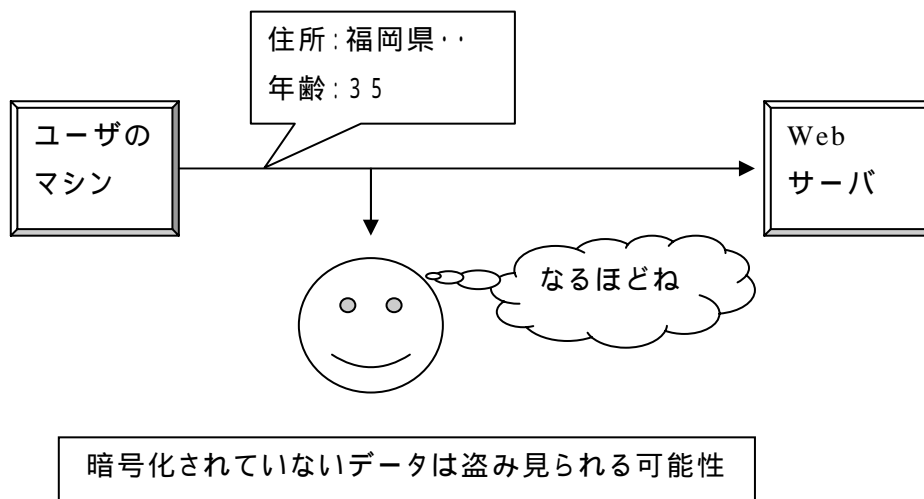 住所:福岡県‥
年齢:35
ユーザの
マシン
Web
サーバ
なるほどね
暗号化されていないデータは盗み見られる可能性